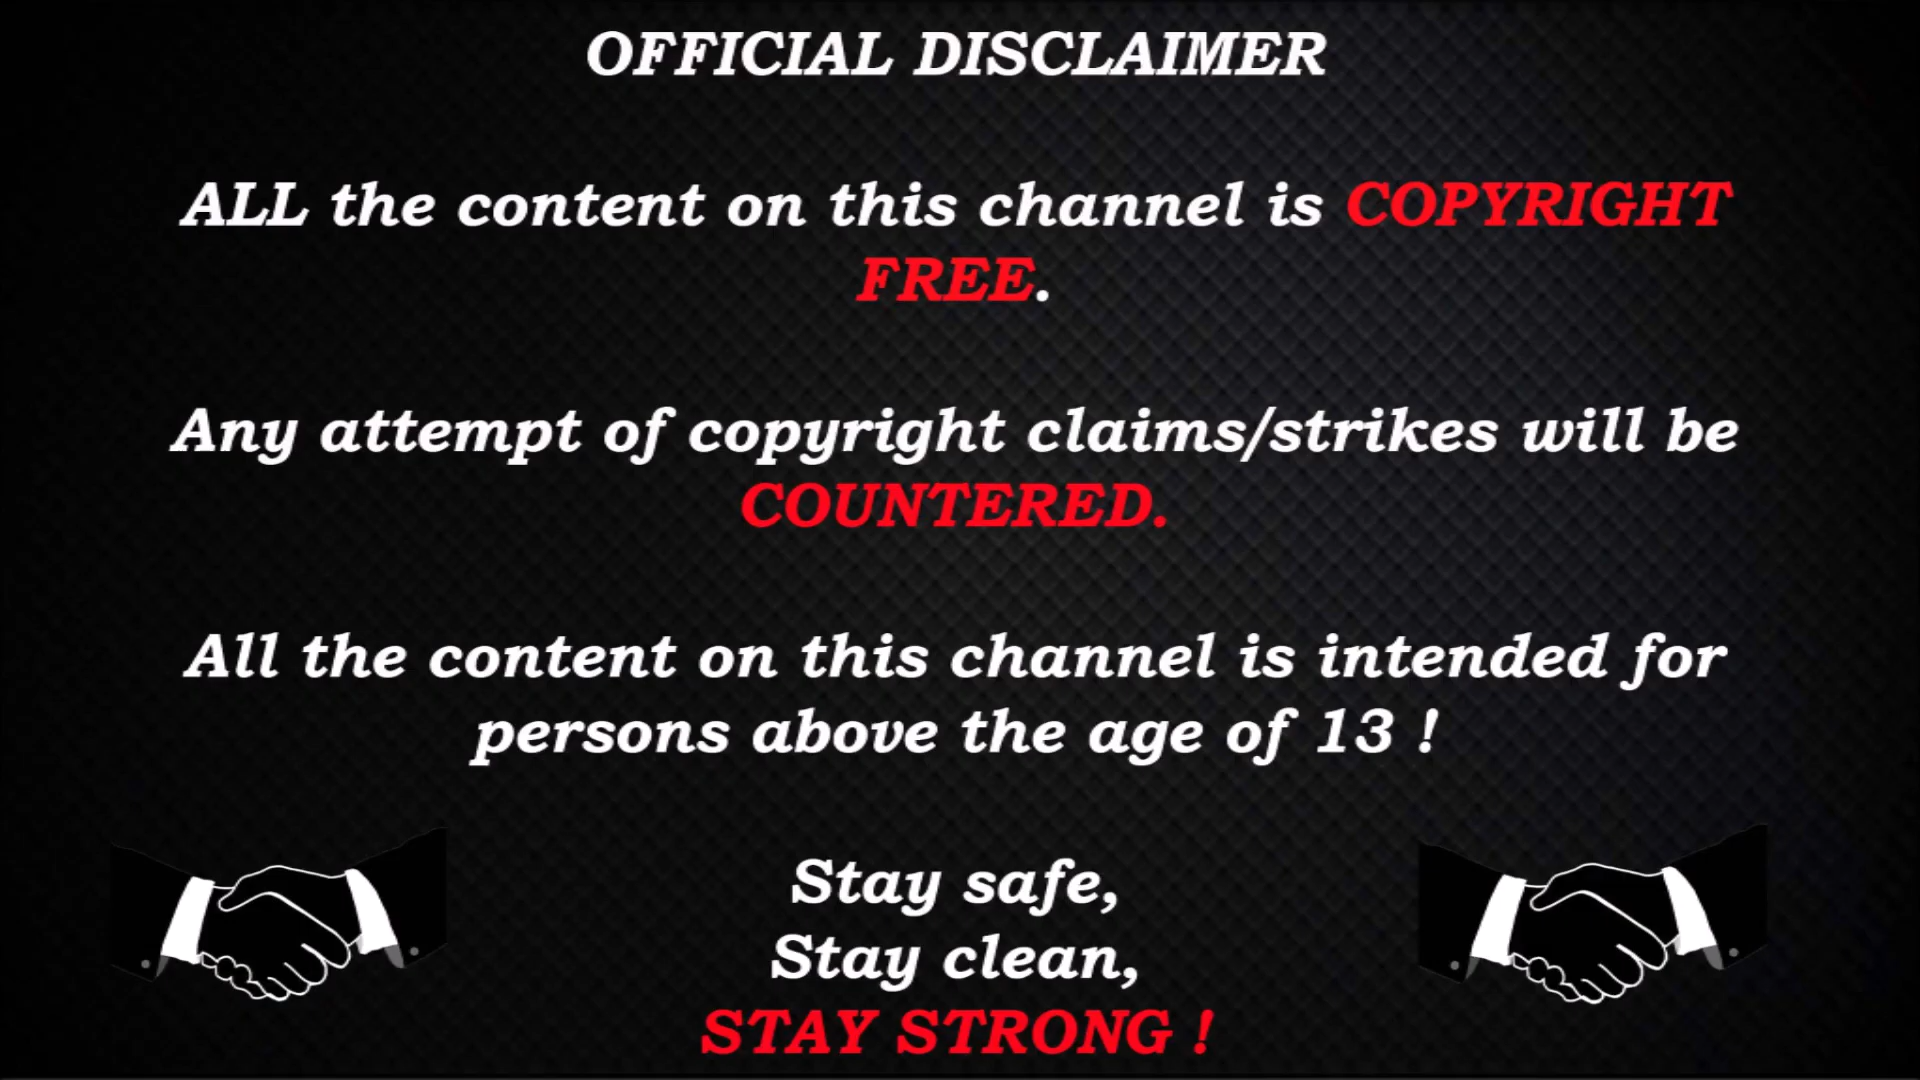 OFFICIAL DISCLAIMER
ALL the content on this channel is COPYRIGHT
FREE.
Any attempt of copyright claims/strikes will be
COUNTERED.
All the content on this channel is intended for
persons above the age of 13 !
Stay safe,
Stay clean,
STAY STRONG !